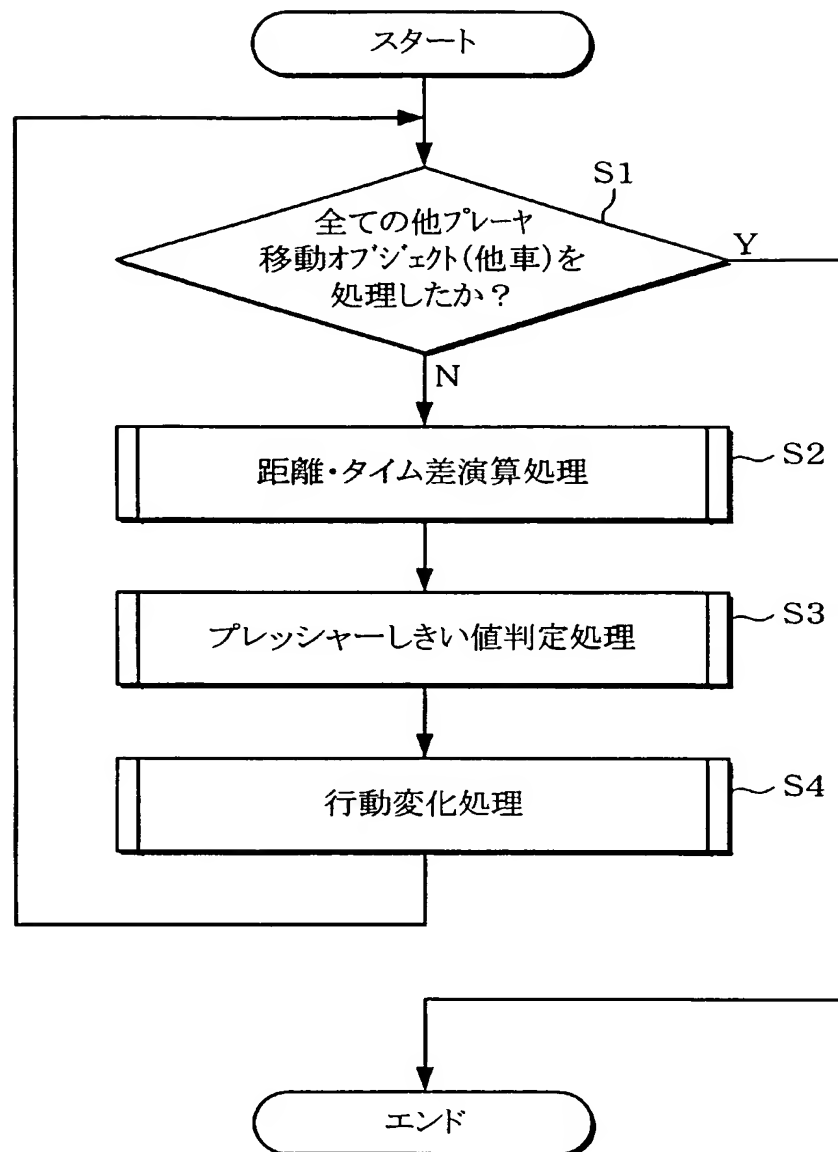 スタート
S1
全ての他プレーヤ
移動オブジェクト(他車)を
処理したか?
Y
N
距離・タイム差演算処理
S2
プレッシャーしきい値判定処理
S3
行動変化処理
S4
エンド